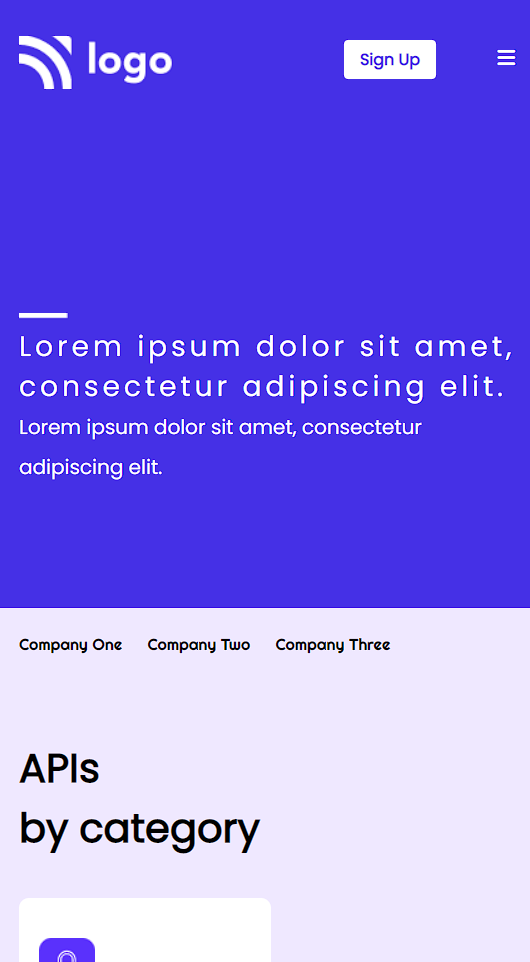 logo
Sign Up
Lorem ipsum dolor sit amet,
consectetur adipiscing elit.
Lorem ipsum dolor sit amet, consectetur
adipiscing elit.
Company One Company Two Company Three
APIs
by category